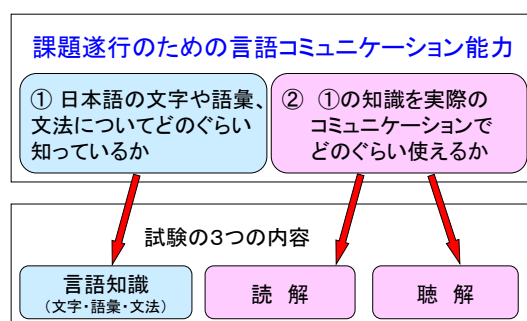 課題遂行のための言語コミュニケーション能力
① 日本語の文字や語彙、
文法についてどのぐらい
知っているか
② ①の知識を実際の
コミュニケーションで
どのぐらい使えるか
試験の3つの内容
言語知識
（文字・語彙・文法）
読 解
聴 解